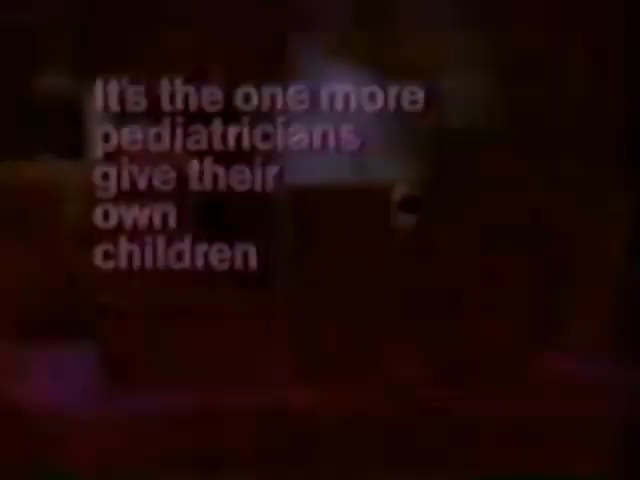 It's the one more
pediatricians
give their
own
children